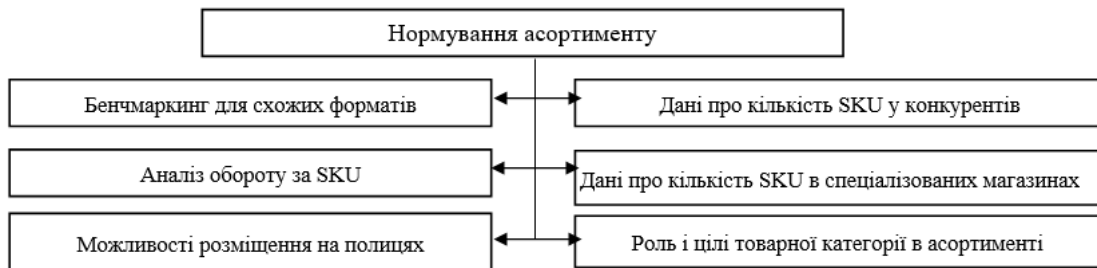 Нормування асортименту
Бенчмаркинг для схожих форматів
Дані про кількість SKU у конкурентів
Аналіз обороту за SKU
Дані про кількість SKU в спеціалізованих магазинах
Можливості розміщення на полицях
Роль і цілі товарної категорії в асортименті